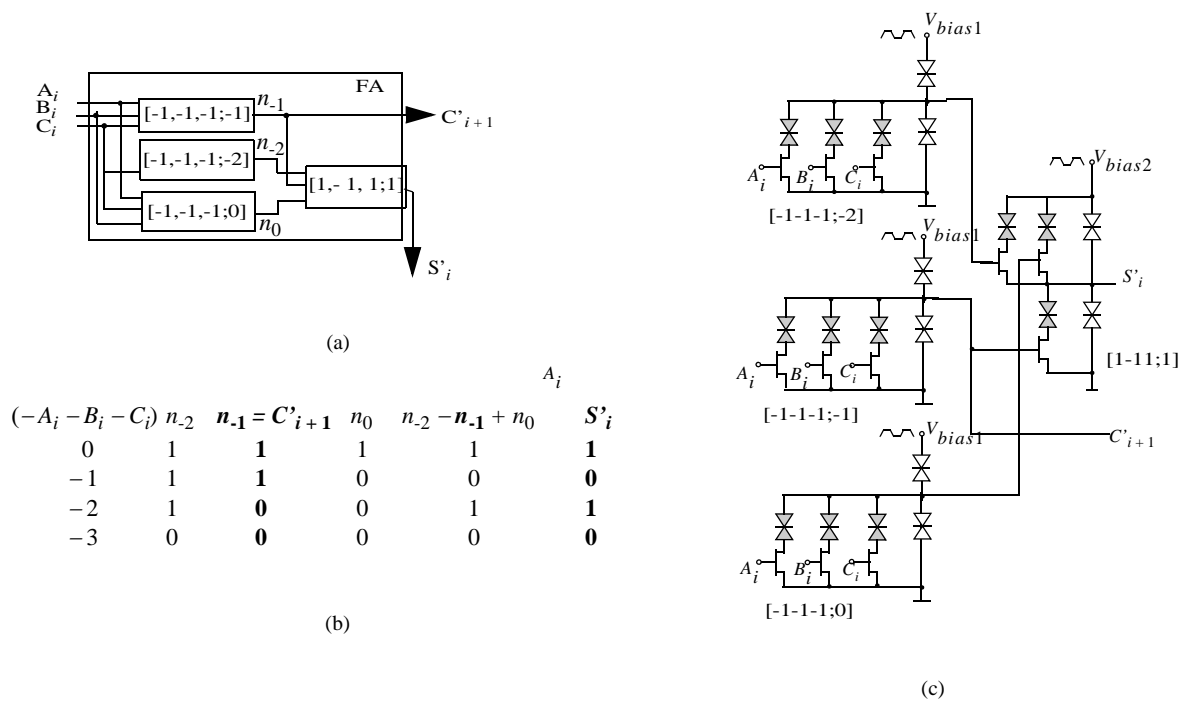 FA
A_i
B_i
C_i
[-1,-1,-1;-1]
n_-1
C'_i+1
[-1,-1,-1;-2]
n_-2
[1,- 1, 1;1]
[-1,-1,-1;0]
n_0
S'_i
(a)
A_i
(−A_i − B_i − C_i) n_-2 n_-1 = C'_i+1 n_0 n_-2 − n_-1 + n_0 S'_i
0 1 1 1 1 1
−1 1 1 0 0 0
−2 1 0 0 1 1
−3 0 0 0 0 0
(b)
V_bias1
A_i B_i C_i
[-1-1-1;-2]
V_bias2
V_bias1
S'_i
A_i B_i C_i
[1-11;1]
[-1-1-1;-1]
V_bias1
C'_i+1
A_i B_i C_i
[-1-1-1;0]
(c)